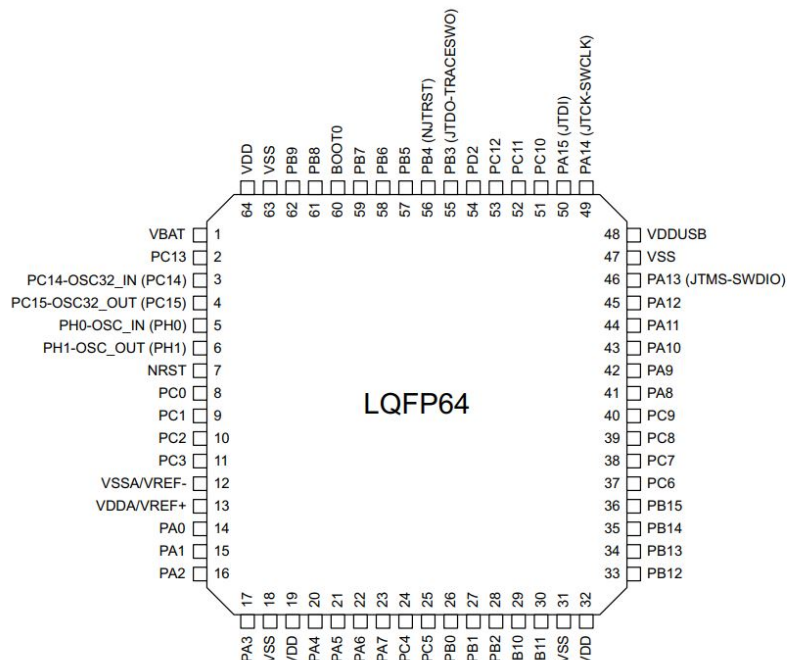 VDD
VSS
PB9
PB8
BOOT0
PB7
PB6
PB5
PB4 (NJTRST)
PB3 (JTDO-TRACESWO)
PD2
PC12
PC11
PC10
PA15 (JTDI)
PA14 (JTCK-SWCLK)
64 63 62 61 60 59 58 57 56 55 54 53 52 51 50 49
VBAT 1
PC13 2
PC14-OSC32_IN (PC14) 3
PC15-OSC32_OUT (PC15) 4
PH0-OSC_IN (PH0) 5
PH1-OSC_OUT (PH1) 6
NRST 7
PC0 8
PC1 9
PC2 10
PC3 11
VSSA/VREF- 12
VDDA/VREF+ 13
PA0 14
PA1 15
PA2 16
LQFP64
48 VDDUSB
47 VSS
46 PA13 (JTMS-SWDIO)
45 PA12
44 PA11
43 PA10
42 PA9
41 PA8
40 PC9
39 PC8
38 PC7
37 PC6
36 PB15
35 PB14
34 PB13
33 PB12
17 18 19 20 21 22 23 24 25 26 27 28 29 30 31 32
PA3
VSS
VDD
PA4
PA5
PA6
PA7
PC4
PC5
PB0
PB1
PB2
PB10
PB11
VSS
VDD